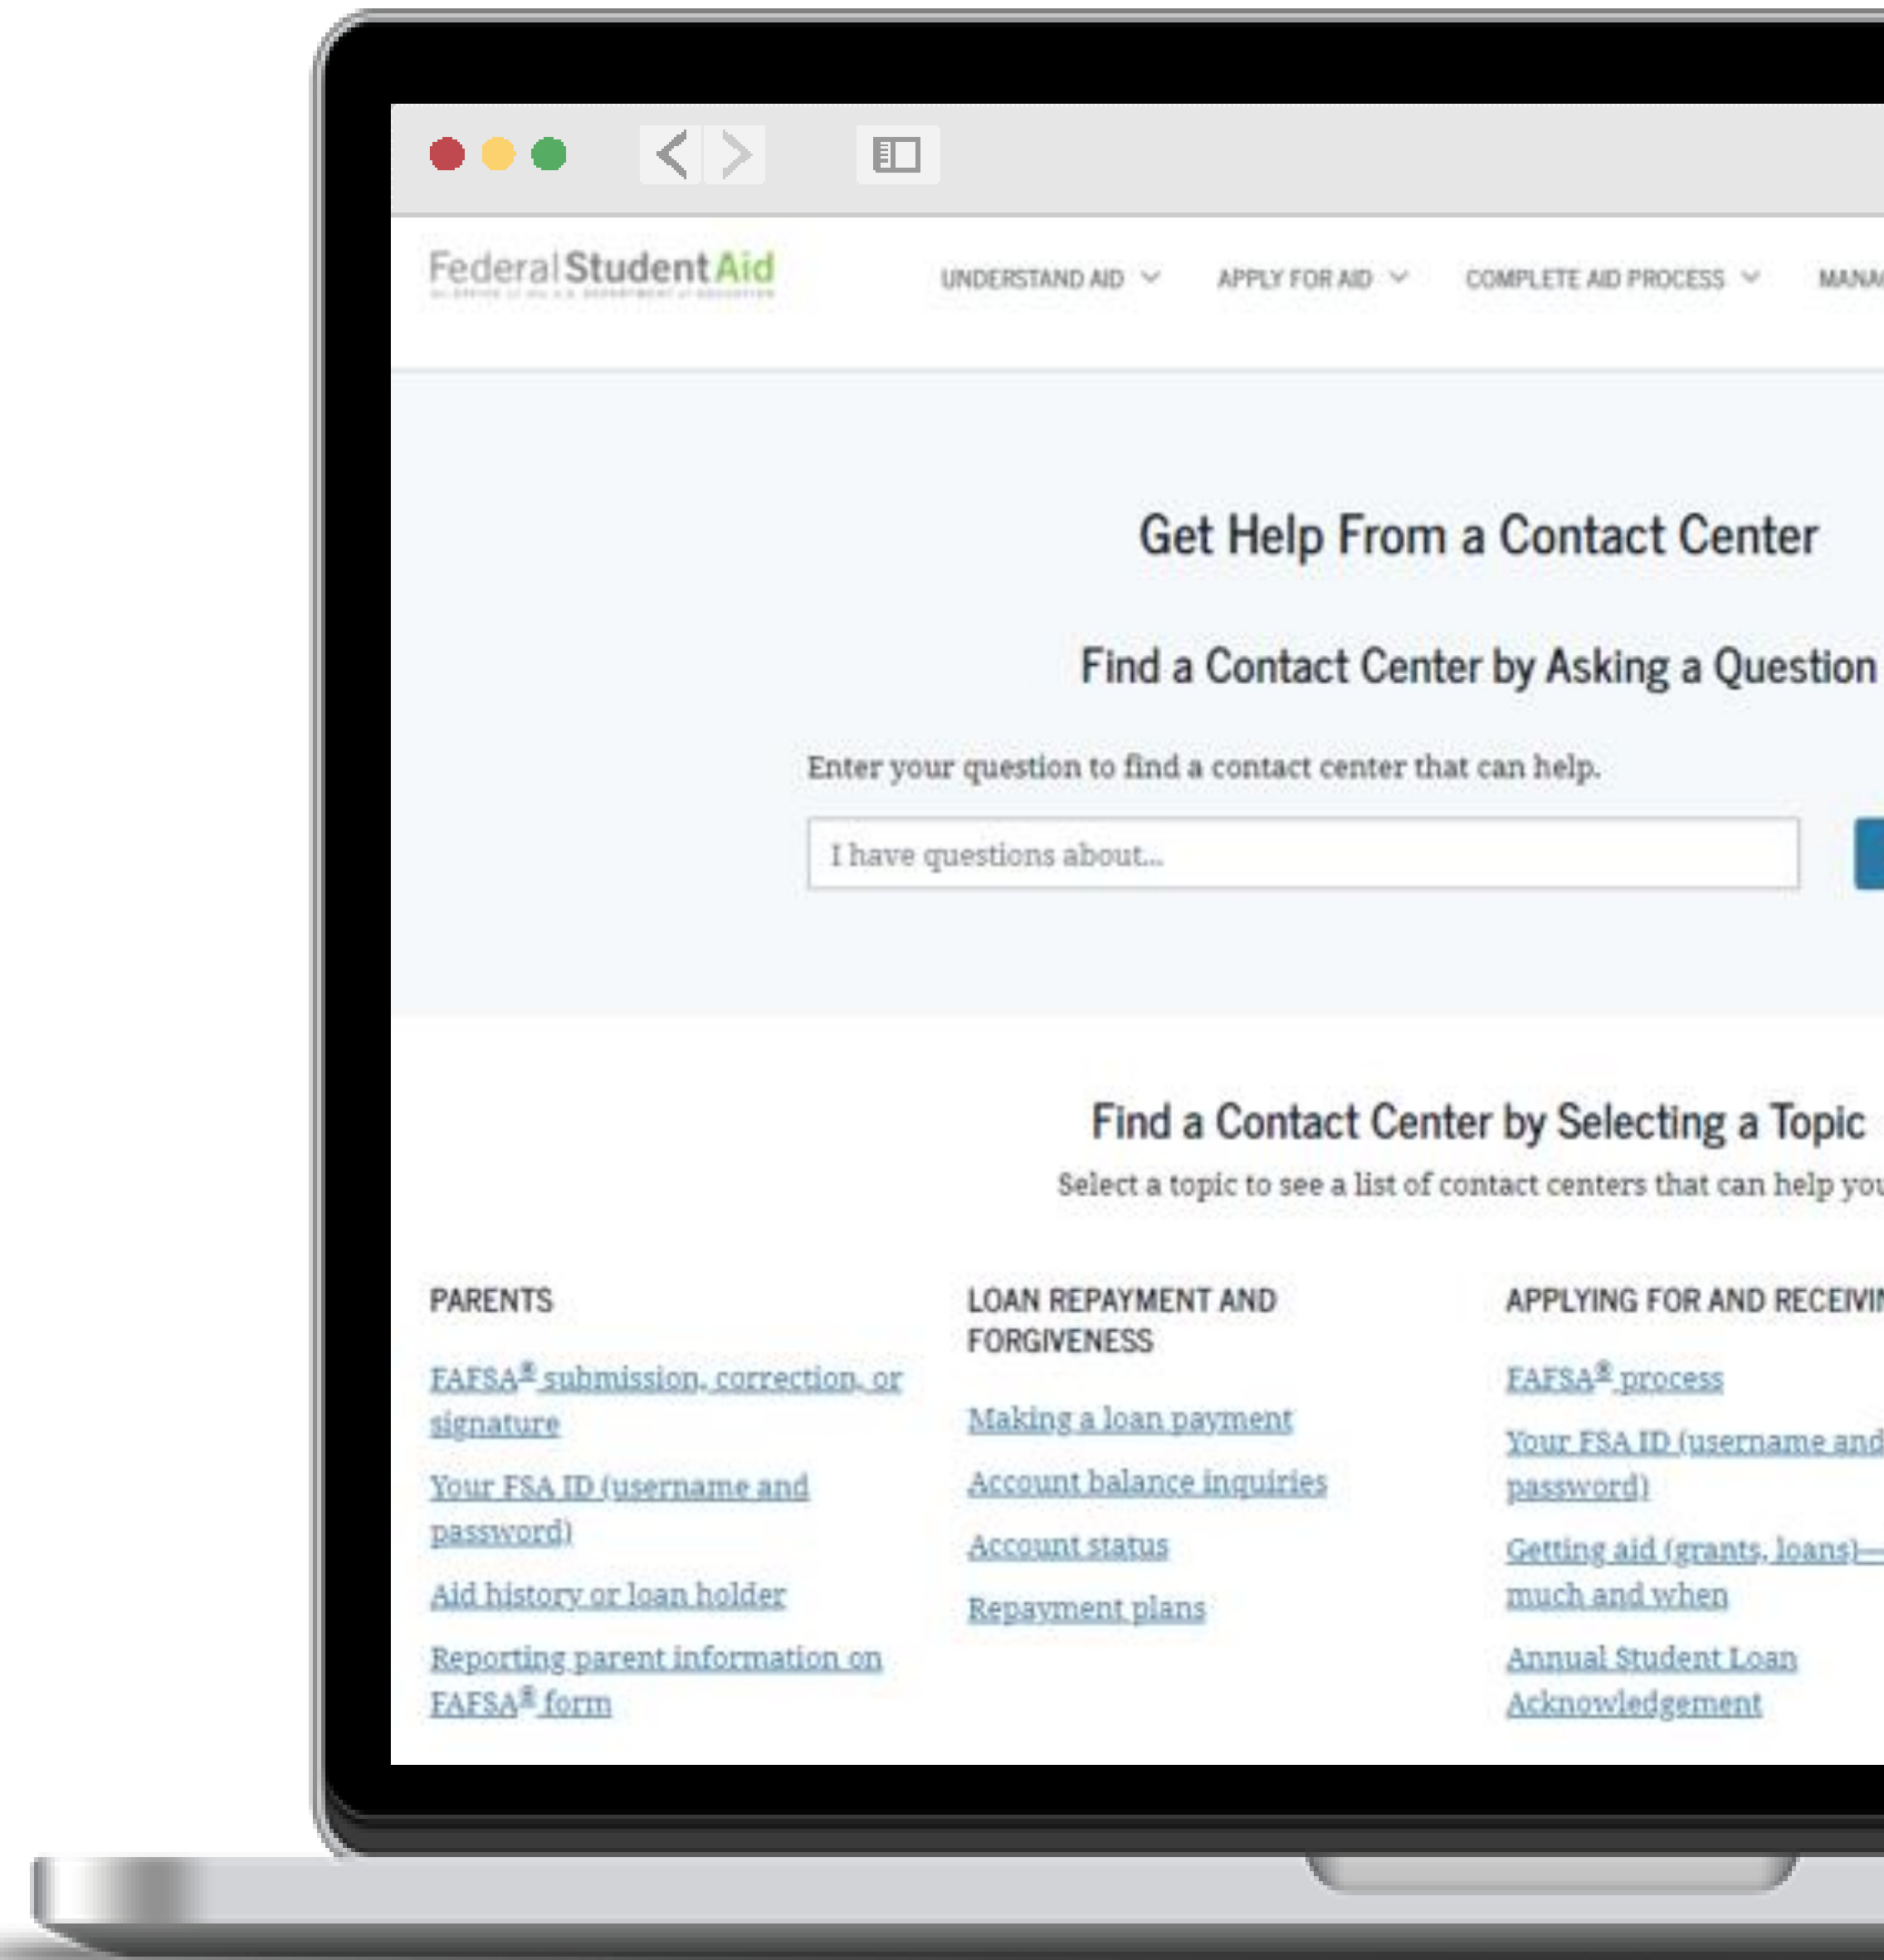 Federal Student Aid
UNDERSTAND AID
APPLY FOR AID
COMPLETE AID PROCESS
Get Help From a Contact Center
Find a Contact Center by Asking a Question
Enter your question to find a contact center that can help.
I have questions about...
Find a Contact Center by Selecting a Topic
Select a topic to see a list of contact centers that can help
PARENTS
FAFSA® submission, correction, or
signature
Your FSA ID (username and
password)
Aid history or loan holder
Reporting parent information on
FAFSA® form
LOAN REPAYMENT AND
FORGIVENESS
Making a loan payment
Account balance inquiries
Account status
Repayment plans
APPLYING FOR AND
FAFSA® process
Your FSA ID (username and
password)
Getting aid (grants, loans)—
much and when
Annual Student Loan
Acknowledgement